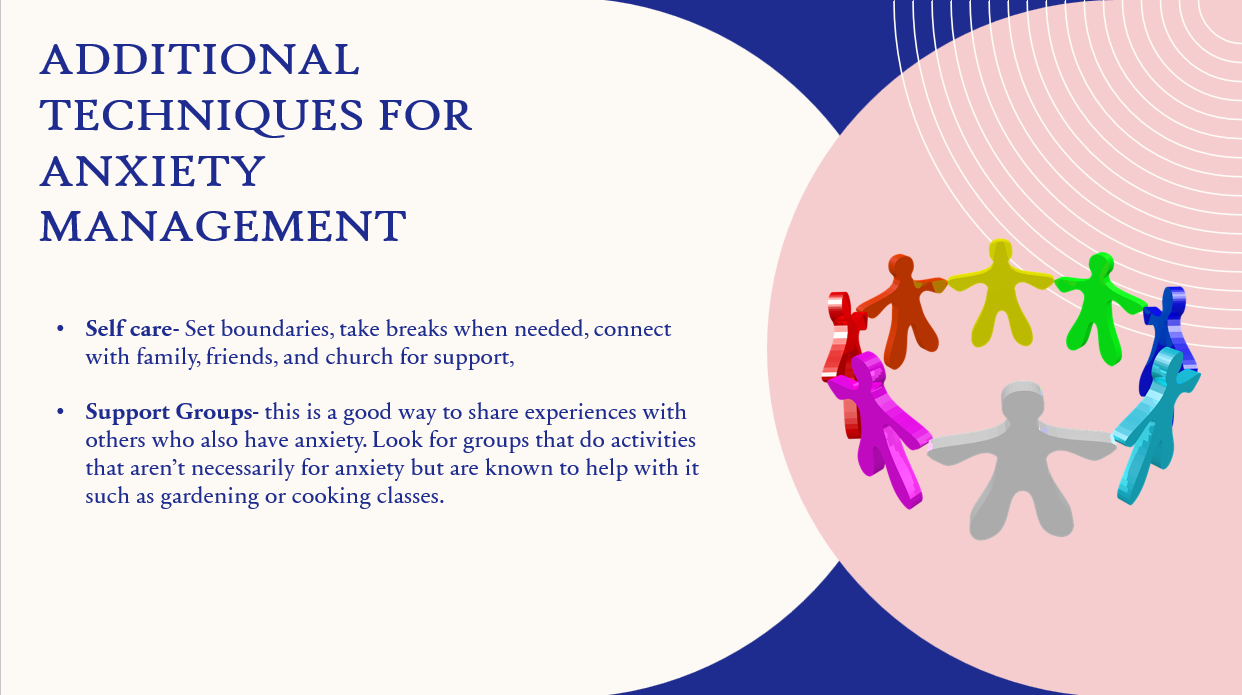 ADDITIONAL
TECHNIQUES FOR
ANXIETY
MANAGEMENT
• Self care- Set boundaries, take breaks when needed, connect
with family, friends, and church for support,
• Support Groups- this is a good way to share experiences with
others who also have anxiety. Look for groups that do activities
that aren’t necessarily for anxiety but are known to help with it
such as gardening or cooking classes.